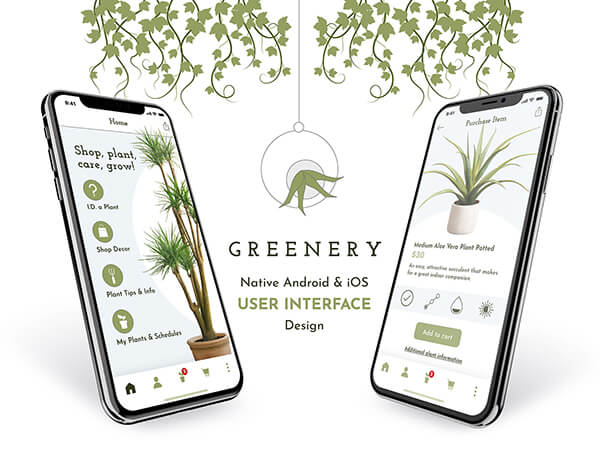 9:41
Home
Shop, plant,
care, grow!
I.D. a Plant
Shop Decor
Plant Tips & Info
My Plants & Schedules
GREENERY
Native Android & iOS
USER INTERFACE
Design
9:41
Purchase Item
Medium Aloe Vera Plant Potted
$30
An easy, attractive succulent that makes
for a great indoor companion.
Add to cart
Additional plant information